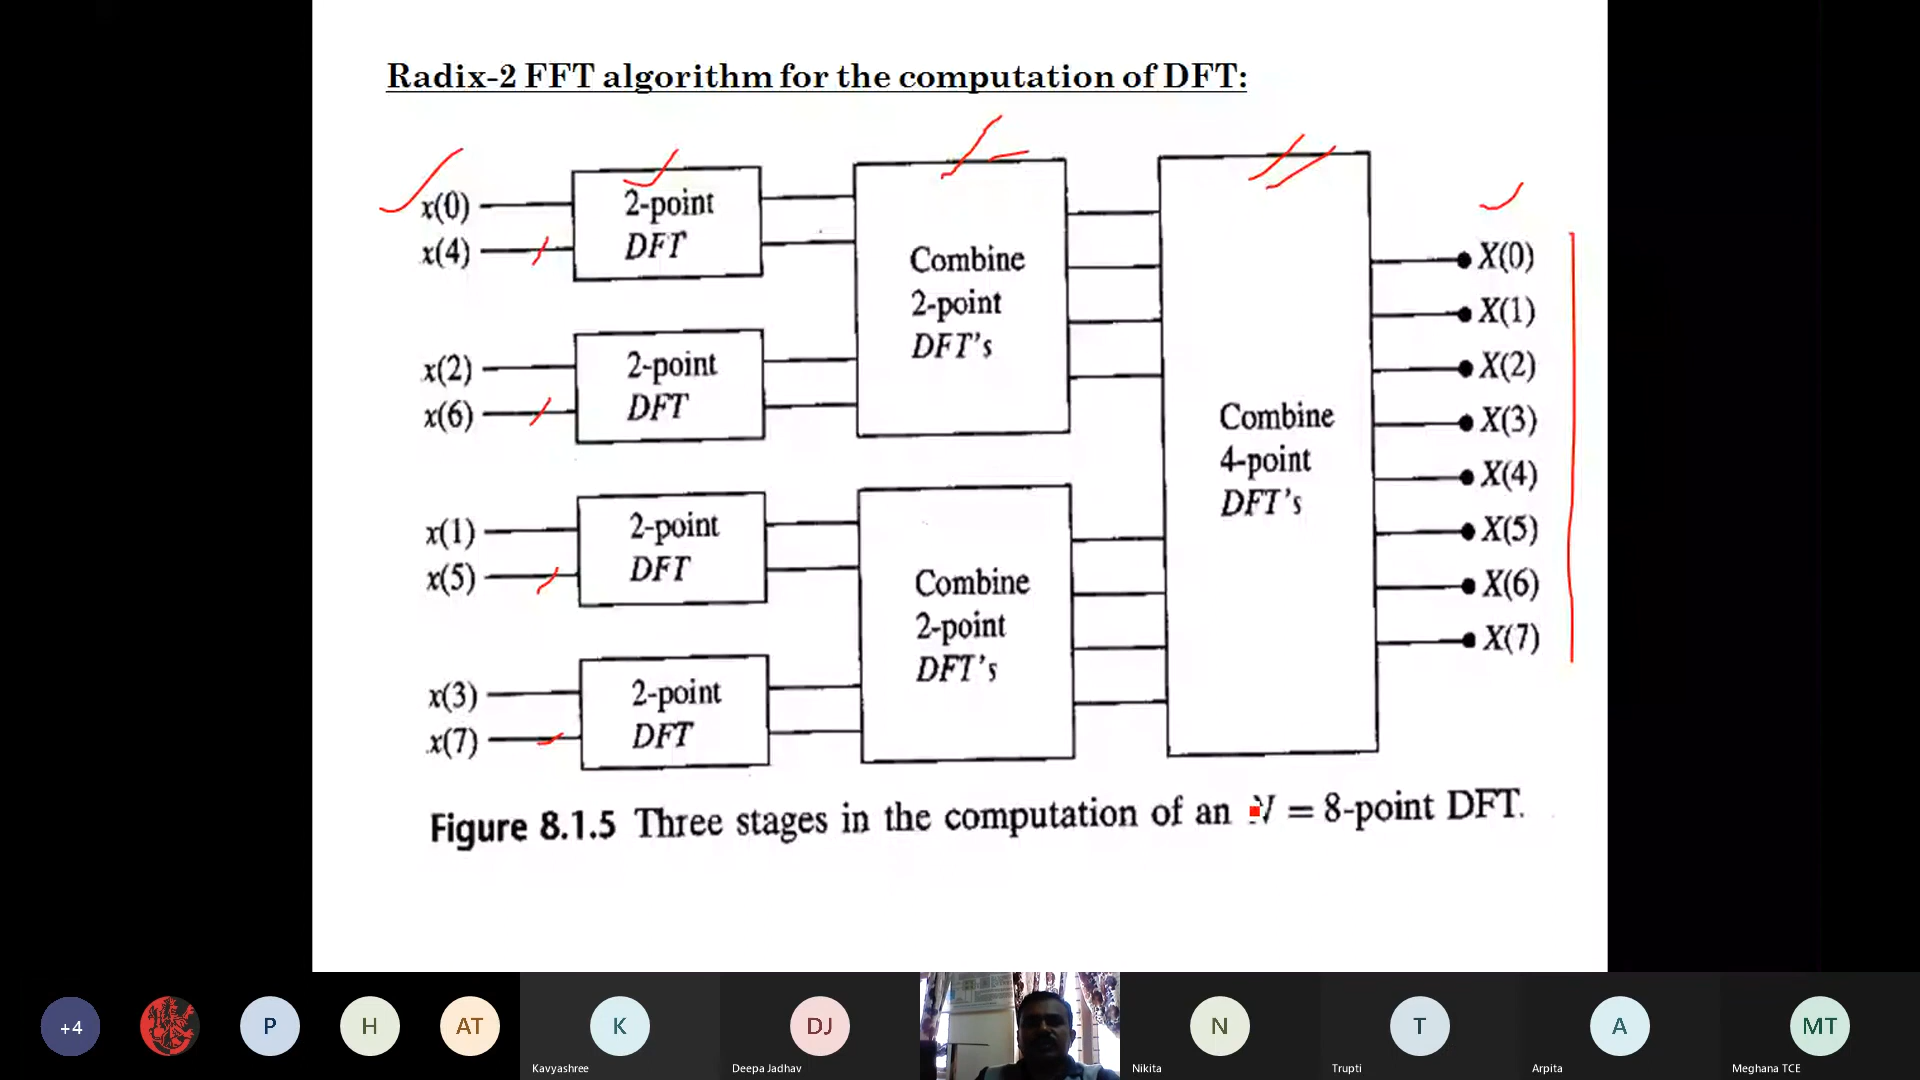 Radix-2 FFT algorithm for the computation of DFT:
x(0)
x(4)
2-point
DFT
x(2)
x(6)
2-point
DFT
x(1)
x(5)
2-point
DFT
x(3)
x(7)
2-point
DFT
Combine
2-point
DFT's
Combine
2-point
DFT's
Combine
4-point
DFT's
X(0)
X(1)
X(2)
X(3)
X(4)
X(5)
X(6)
X(7)
Figure 8.1.5 Three stages in the computation of an N = 8-point DFT.
+4
P
H
AT
K
Kavyashree
DJ
Deepa Jadhav
N
Nikita
T
Trupti
A
Arpita
MT
Meghana TCE